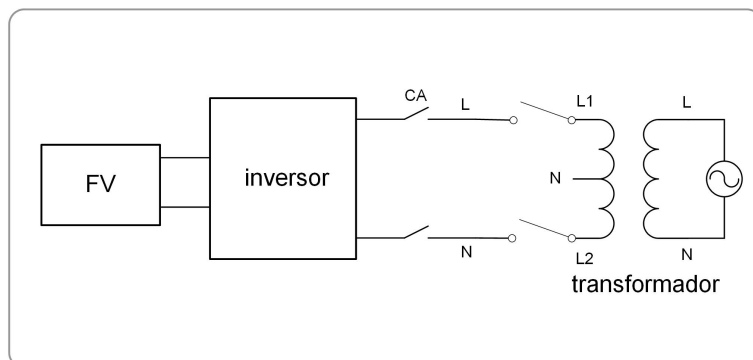 FV
inversor
CA
L
N
L1
N
L2
L
N
transformador